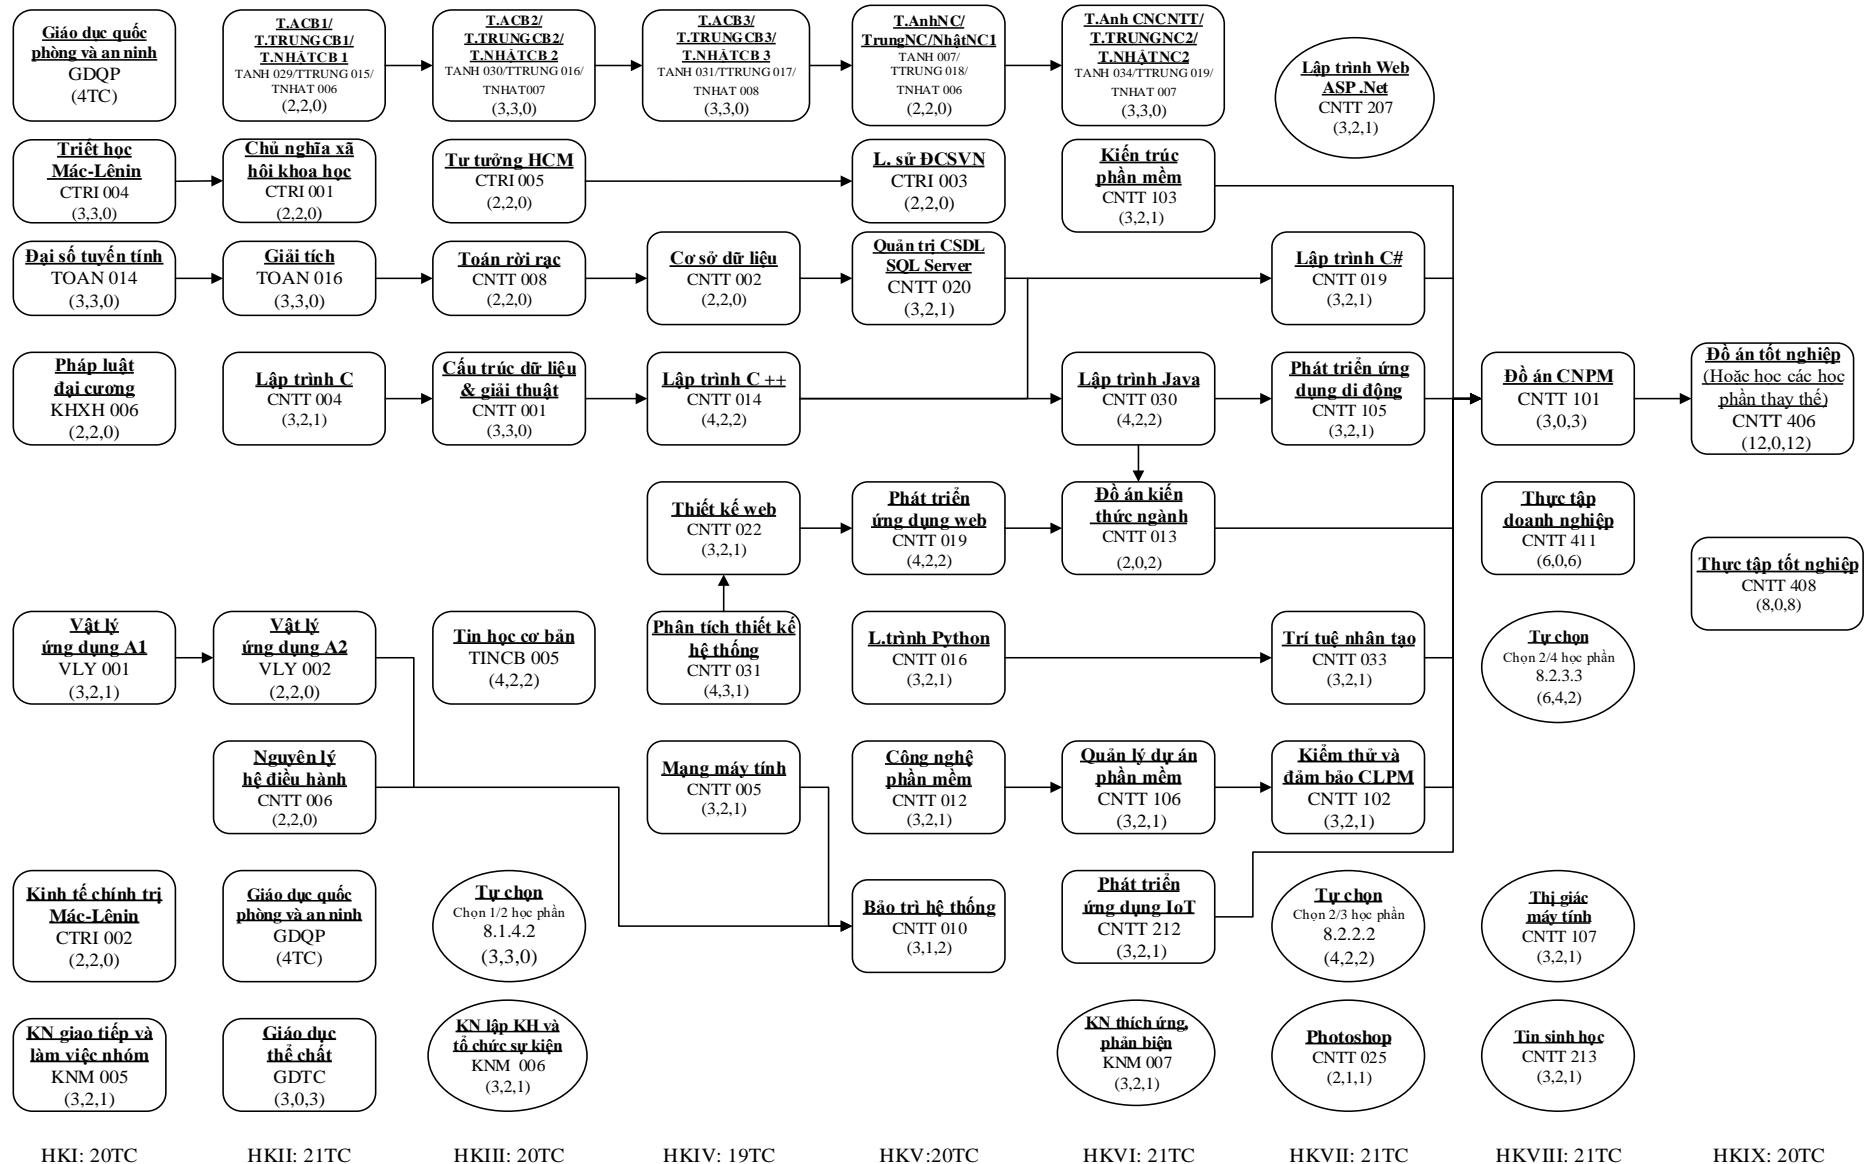 Giáo dục quốc
phòng và an ninh
GDQP
(4TC)
T.ACB1/
T.TRUNGCB1/
T.NHẬTCB 1
TANH 029/TTRUNG 015/
TNHAT 006
(2,2,0)
T.ACB2/
T.TRUNGCB2/
T.NHẬTCB 2
TANH 030/TTRUNG 016/
TNHAT007
(3,3,0)
T.ACB3/
T.TRUNGCB3/
T.NHẬTCB 3
TANH 031/TTRUNG 017/
TNHAT 008
(3,3,0)
T.AnhNC/
TrungNC/NhậtNC1
TANH 007/
TTRUNG 018/
TNHAT 006
(2,2,0)
T.Anh CNCNTT/
T.TRUNGNC2/
T.NHẬTNC2
TANH 034/TTRUNG 019/
TNHAT 007
(3,3,0)
Lập trình Web
ASP .Net
CNTT 207
(3,2,1)
Triết học
Mác-Lênin
CTRI 004
(3,3,0)
Chủ nghĩa xã
hôi khoa học
CTRI 001
(2,2,0)
Tư tưởng HCM
CTRI 005
(2,2,0)
L. sử ĐCSVN
CTRI 003
(2,2,0)
Kiến trúc
phần mềm
CNTT 103
(3,2,1)
Đại số tuyến tính
TOAN 014
(3,3,0)
Giải tích
TOAN 016
(3,3,0)
Toán rời rạc
CNTT 008
(2,2,0)
Cơ sở dữ liệu
CNTT 002
(2,2,0)
Quản trị CSDL
SQL Server
CNTT 020
(3,2,1)
Lập trình C#
CNTT 019
(3,2,1)
Pháp luật
đại cương
KHXH 006
(2,2,0)
Lập trình C
CNTT 004
(3,2,1)
Cấu trúc dữ liệu
& giải thuật
CNTT 001
(3,3,0)
Lập trình C ++
CNTT 014
(4,2,2)
Lập trình Java
CNTT 030
(4,2,2)
Phát triển ứng
dụng di động
CNTT 105
(3,2,1)
Đồ án CNPM
CNTT 101
(3,0,3)
Đồ án tốt nghiệp
(Hoặc học các học
phần thay thế)
CNTT 406
(12,0,12)
Thiết kế web
CNTT 022
(3,2,1)
Phát triển
ứng dụng web
CNTT 019
(4,2,2)
Đồ án kiến
thức ngành
CNTT 013
(2,0,2)
Thực tập
doanh nghiệp
CNTT 411
(6,0,6)
Thực tập tốt nghiệp
CNTT 408
(8,0,8)
Vật lý
ứng dụng A1
VLY 001
(3,2,1)
Vật lý
ứng dụng A2
VLY 002
(2,2,0)
Tin học cơ bản
TINCB 005
(4,2,2)
Phân tích thiết kế
hệ thống
CNTT 031
(4,3,1)
L.trình Python
CNTT 016
(3,2,1)
Trí tuệ nhân tạo
CNTT 033
(3,2,1)
Tự chọn
Chọn 2/4 học phần
8.2.3.3
(6,4,2)
Nguyên lý
hệ điều hành
CNTT 006
(2,2,0)
Mạng máy tính
CNTT 005
(3,2,1)
Công nghệ
phần mềm
CNTT 012
(3,2,1)
Quản lý dự án
phần mềm
CNTT 106
(3,2,1)
Kiểm thử và
đảm bảo CLPM
CNTT 102
(3,2,1)
Kinh tế chính trị
Mác-Lênin
CTRI 002
(2,2,0)
Giáo dục quốc
phòng và an ninh
GDQP
(4TC)
Tự chọn
Chọn 1/2 học phần
8.1.4.2
(3,3,0)
Bảo trì hệ thống
CNTT 010
(3,1,2)
Phát triển
ứng dụng IoT
CNTT 212
(3,2,1)
Tự chọn
Chọn 2/3 học phần
8.2.2.2
(4,2,2)
Thị giác
máy tính
CNTT 107
(3,2,1)
KN giao tiếp và
làm việc nhóm
KNM 005
(3,2,1)
Giáo dục
thể chất
GDTC
(3,0,3)
KN lập KH và
tổ chức sự kiện
KNM 006
(3,2,1)
KN thích ứng,
phản biện
KNM 007
(3,2,1)
Photoshop
CNTT 025
(2,1,1)
Tin sinh học
CNTT 213
(3,2,1)
HKI: 20TC
HKII: 21TC
HKIII: 20TC
HKIV: 19TC
HKV:20TC
HKVI: 21TC
HKVII: 21TC
HKVIII: 21TC
HKIX: 20TC